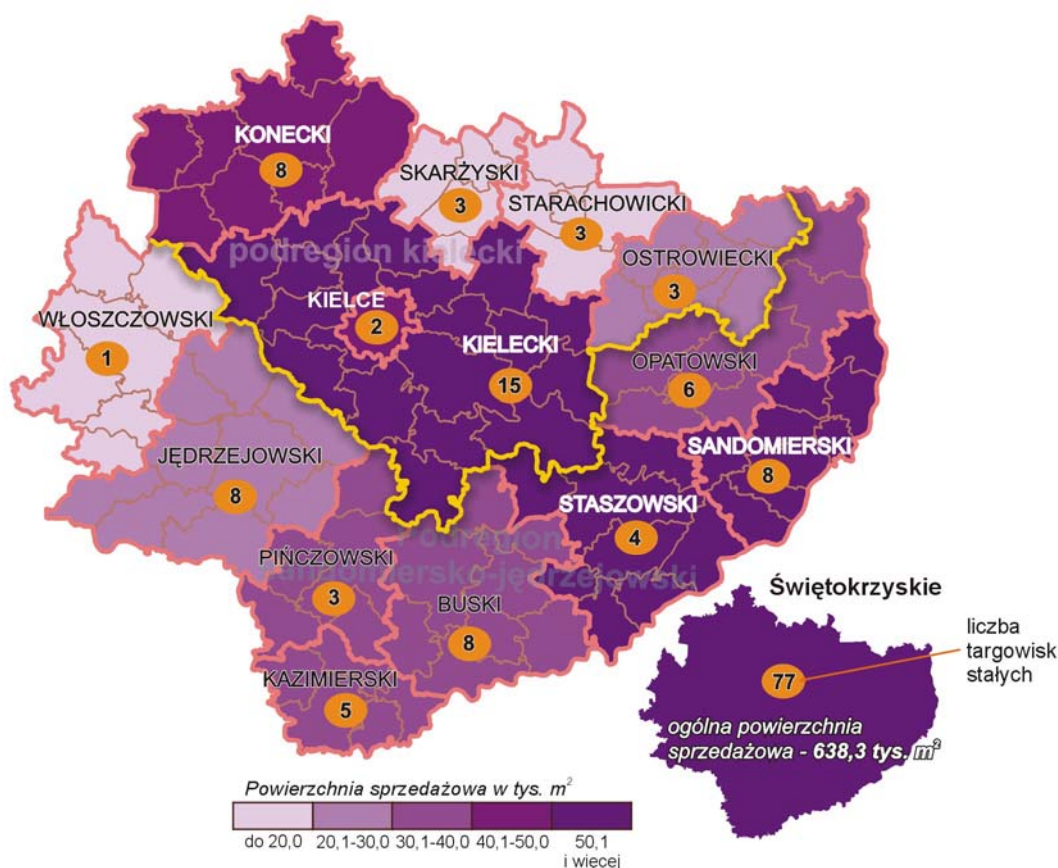 KONECKI
8
SKARŻYSKI
3
STARACHOWICKI
3
podregion kielecki
OSTROWIECKI
3
KIELCE
2
WŁOSZCZOWSKI
1
KIELECKI
15
OPATOWSKI
6
SANDOMIERSKI
8
JĘDRZEJOWSKI
8
STASZOWSKI
4
Podregion
sandomiersko-jędrzejowski
PIŃCZOWSKI
3
BUSKI
8
KAZIMIERSKI
5
Świętokrzyskie
liczba
targowisk
stałych
77
ogólna powierzchnia
sprzedażowa - 638,3 tys. m²
Powierzchnia sprzedażowa w tys. m²
do 20,0 20,1-30,0 30,1-40,0 40,1-50,0 50,1
i więcej